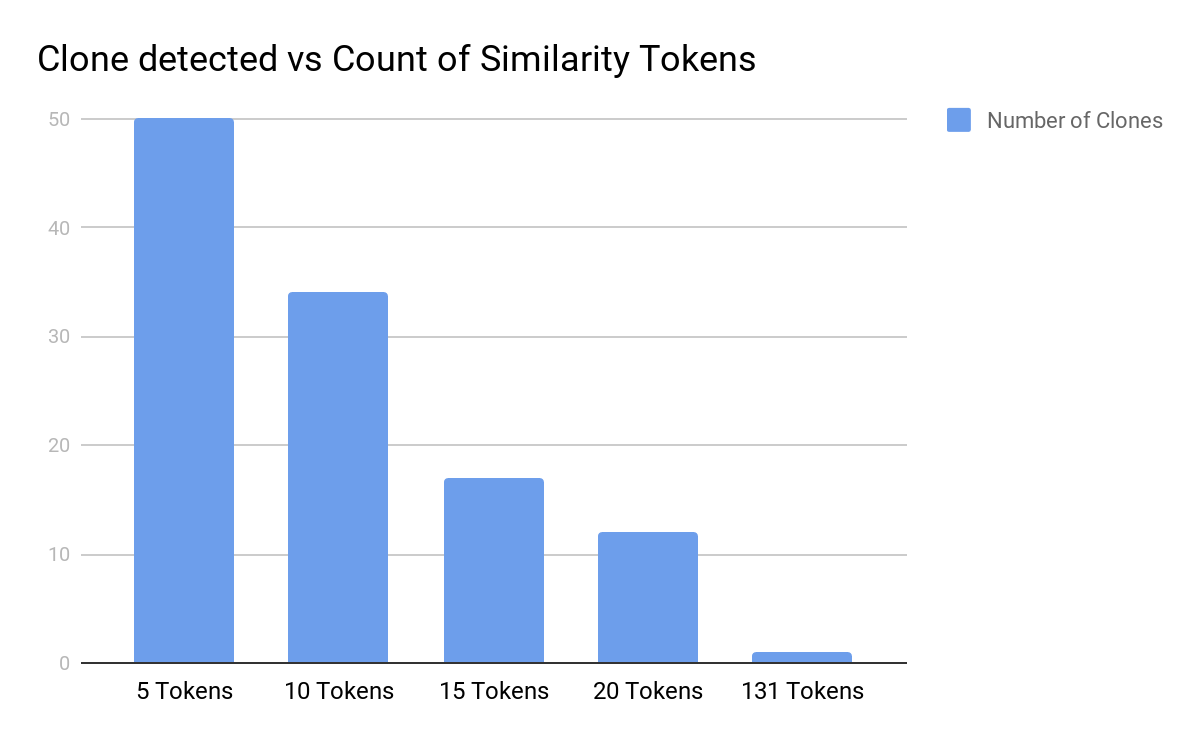 Clone detected vs Count of Similarity Tokens
50
Number of Clones
40
30
20
10
0
5 Tokens
10 Tokens
15 Tokens
20 Tokens
131 Tokens